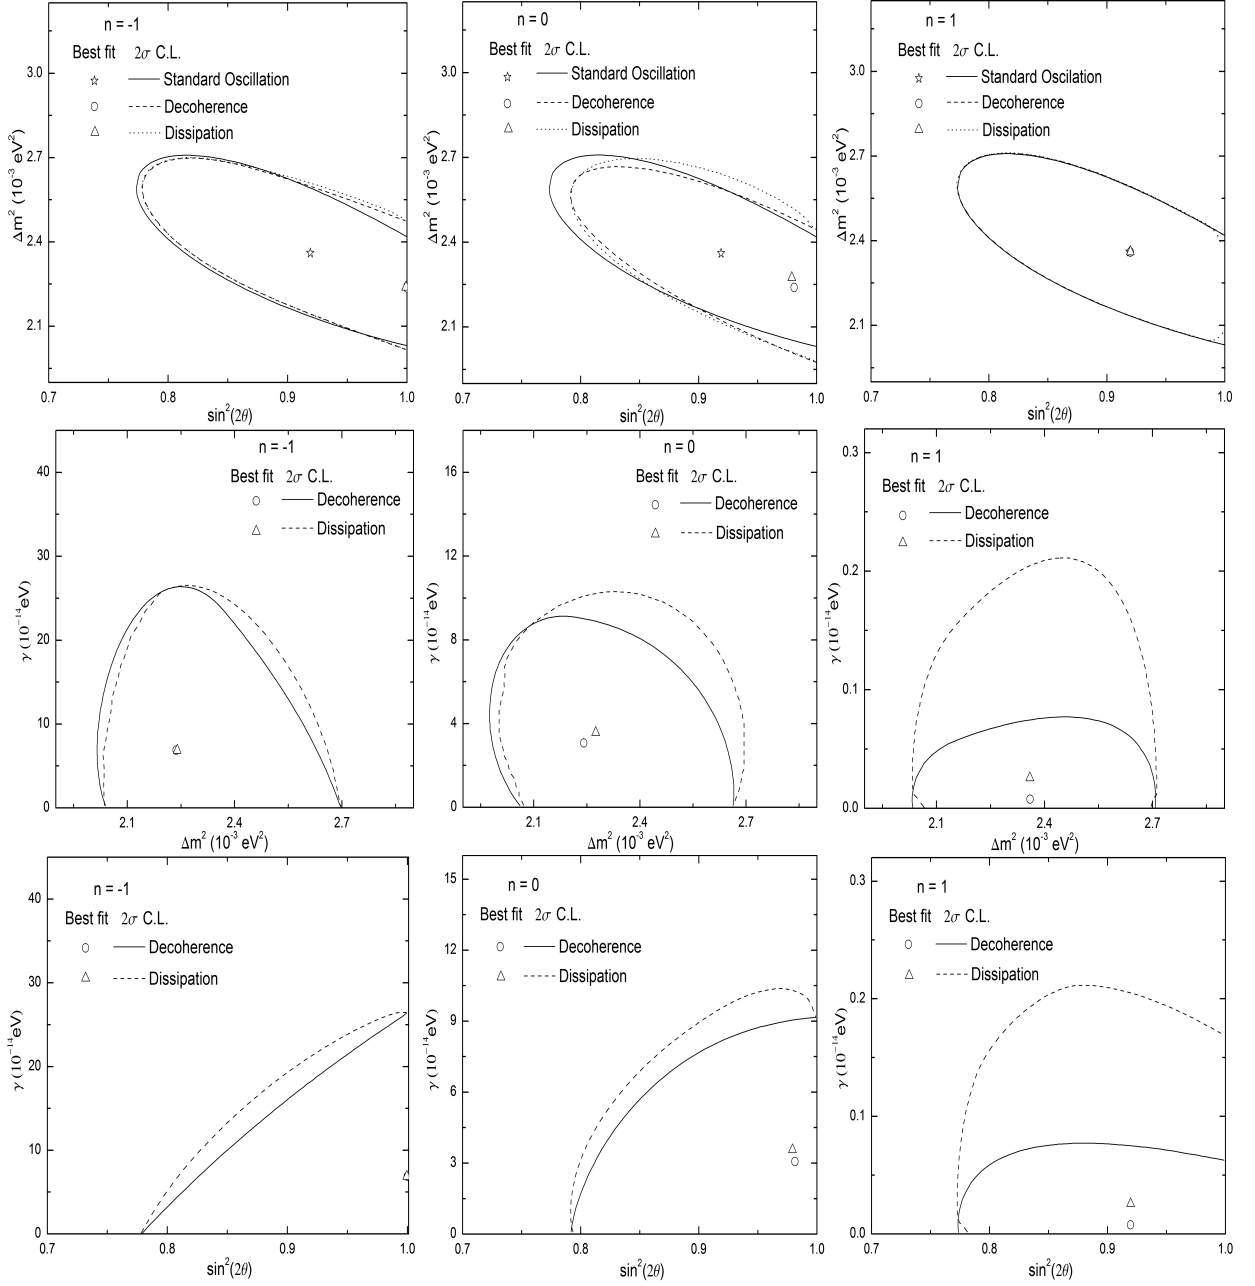 n = -1
Best fit 2σ C.L.
Standard Oscillation
Decoherence
Dissipation
3.0
2.7
2.4
2.1
Δm² (10⁻³ eV²)
0.7 0.8 0.9 1.0
sin²(2θ)
n = 0
Best fit 2σ C.L.
Standard Oscillation
Decoherence
Dissipation
3.0
2.7
2.4
2.1
Δm² (10⁻³ eV²)
0.7 0.8 0.9 1.0
sin²(2θ)
n = 1
Best fit 2σ C.L.
Standard Oscilation
Decoherence
Dissipation
3.0
2.7
2.4
2.1
Δm² (10⁻³ eV²)
0.7 0.8 0.9 1.0
sin²(2θ)
n = -1
Best fit 2σ C.L.
Decoherence
Dissipation
40
30
20
10
0
γ (10⁻¹⁴eV)
2.1 2.4 2.7
Δm² (10⁻³ eV²)
n = 0
Best fit 2σ C.L.
Decoherence
Dissipation
16
12
8
4
0
γ (10⁻¹⁴eV)
2.1 2.4 2.7
Δm² (10⁻³ eV²)
n = 1
Best fit 2σ C.L.
Decoherence
Dissipation
0.3
0.2
0.1
0.0
γ (10⁻¹⁴eV)
2.1 2.4 2.7
Δm² (10⁻³ eV²)
n = -1
Best fit 2σ C.L.
Decoherence
Dissipation
40
30
20
10
0
γ (10⁻¹⁴eV)
0.7 0.8 0.9 1.0
sin²(2θ)
n = 0
Best fit 2σ C.L.
Decoherence
Dissipation
15
12
9
6
3
0
γ (10⁻¹⁴eV)
0.7 0.8 0.9 1.0
sin²(2θ)
n = 1
Best fit 2σ C.L.
Decoherence
Dissipation
0.3
0.2
0.1
0.0
γ (10⁻¹⁴eV)
0.7 0.8 0.9 1.0
sin²(2θ)